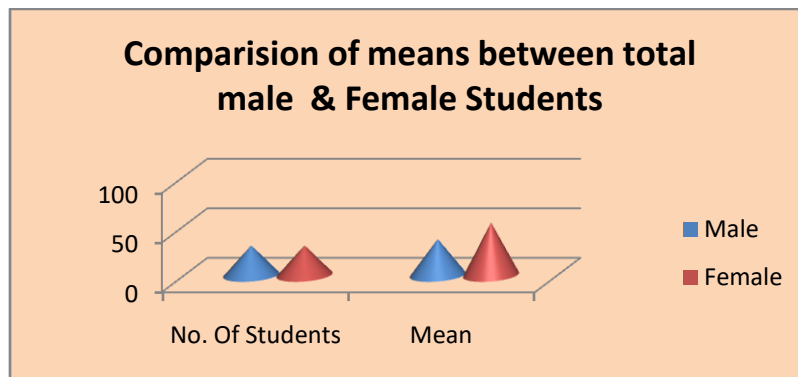 Comparision of means between total
male & Female Students
100
50
0
No. Of Students
Mean
Male
Female